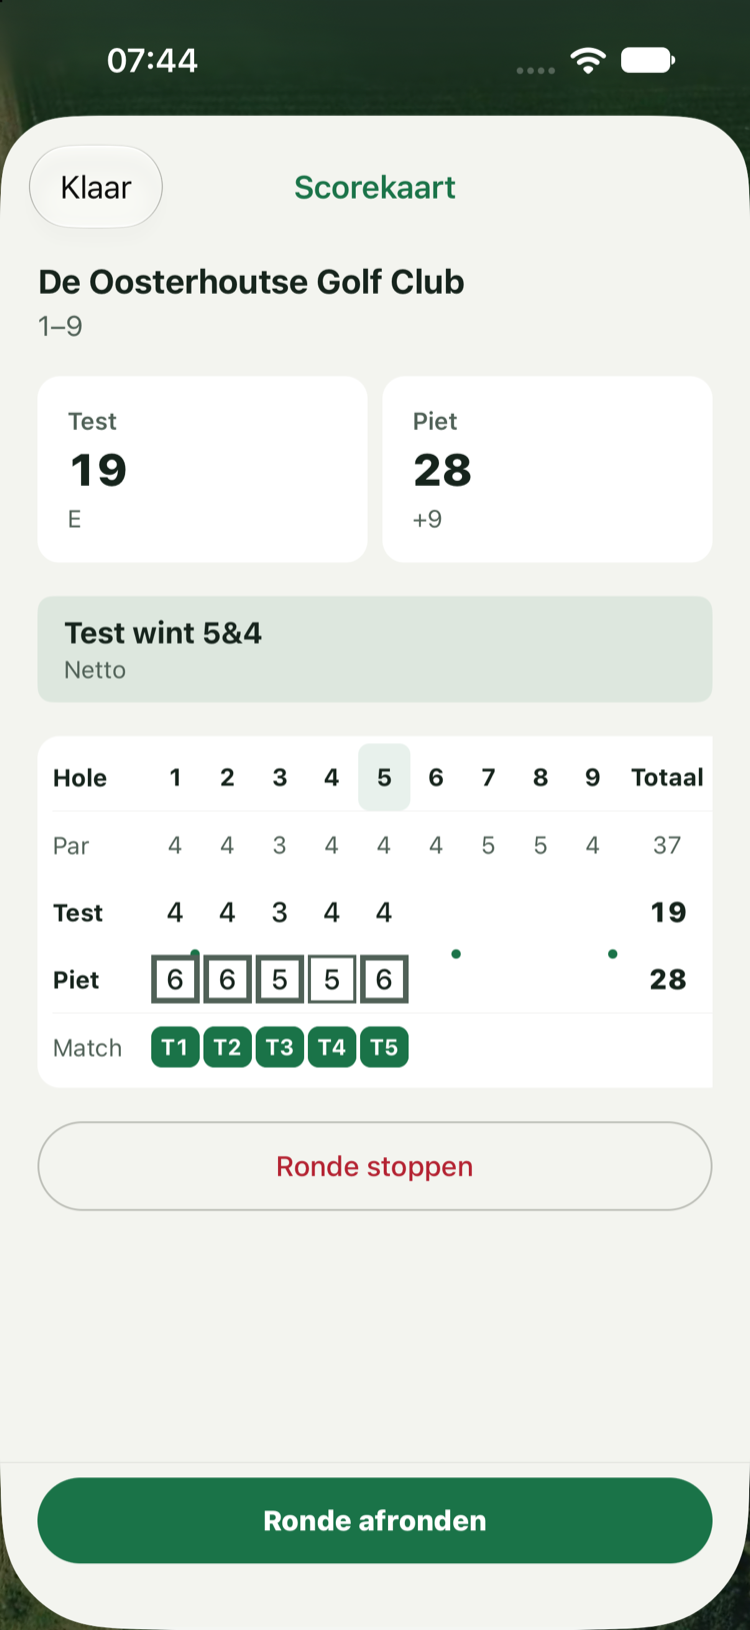 07:44
Klaar
Scorekaart
De Oosterhoutse Golf Club
1–9
Test
19
E
Piet
28
+9
Test wint 5&4
Netto
Hole 1 2 3 4 5 6 7 8 9 Totaal
Par 4 4 3 4 4 4 5 5 4 37
Test 4 4 3 4 4 19
Piet 6 6 5 5 6 28
Match T1 T2 T3 T4 T5
Ronde stoppen
Ronde afronden